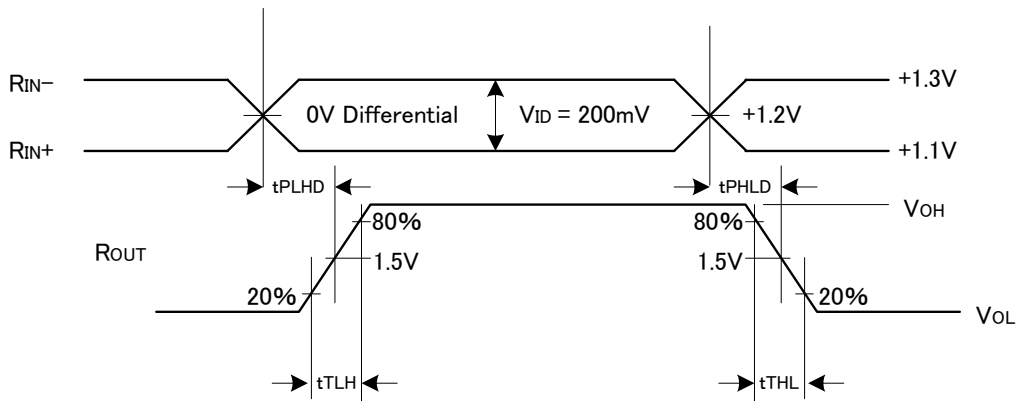 RIN−
+1.3V
0V Differential
VID = 200mV
+1.2V
RIN+
+1.1V
tPLHD
tPHLD
80%
80%
VOH
ROUT
1.5V
1.5V
20%
20%
VOL
tTLH
tTHL